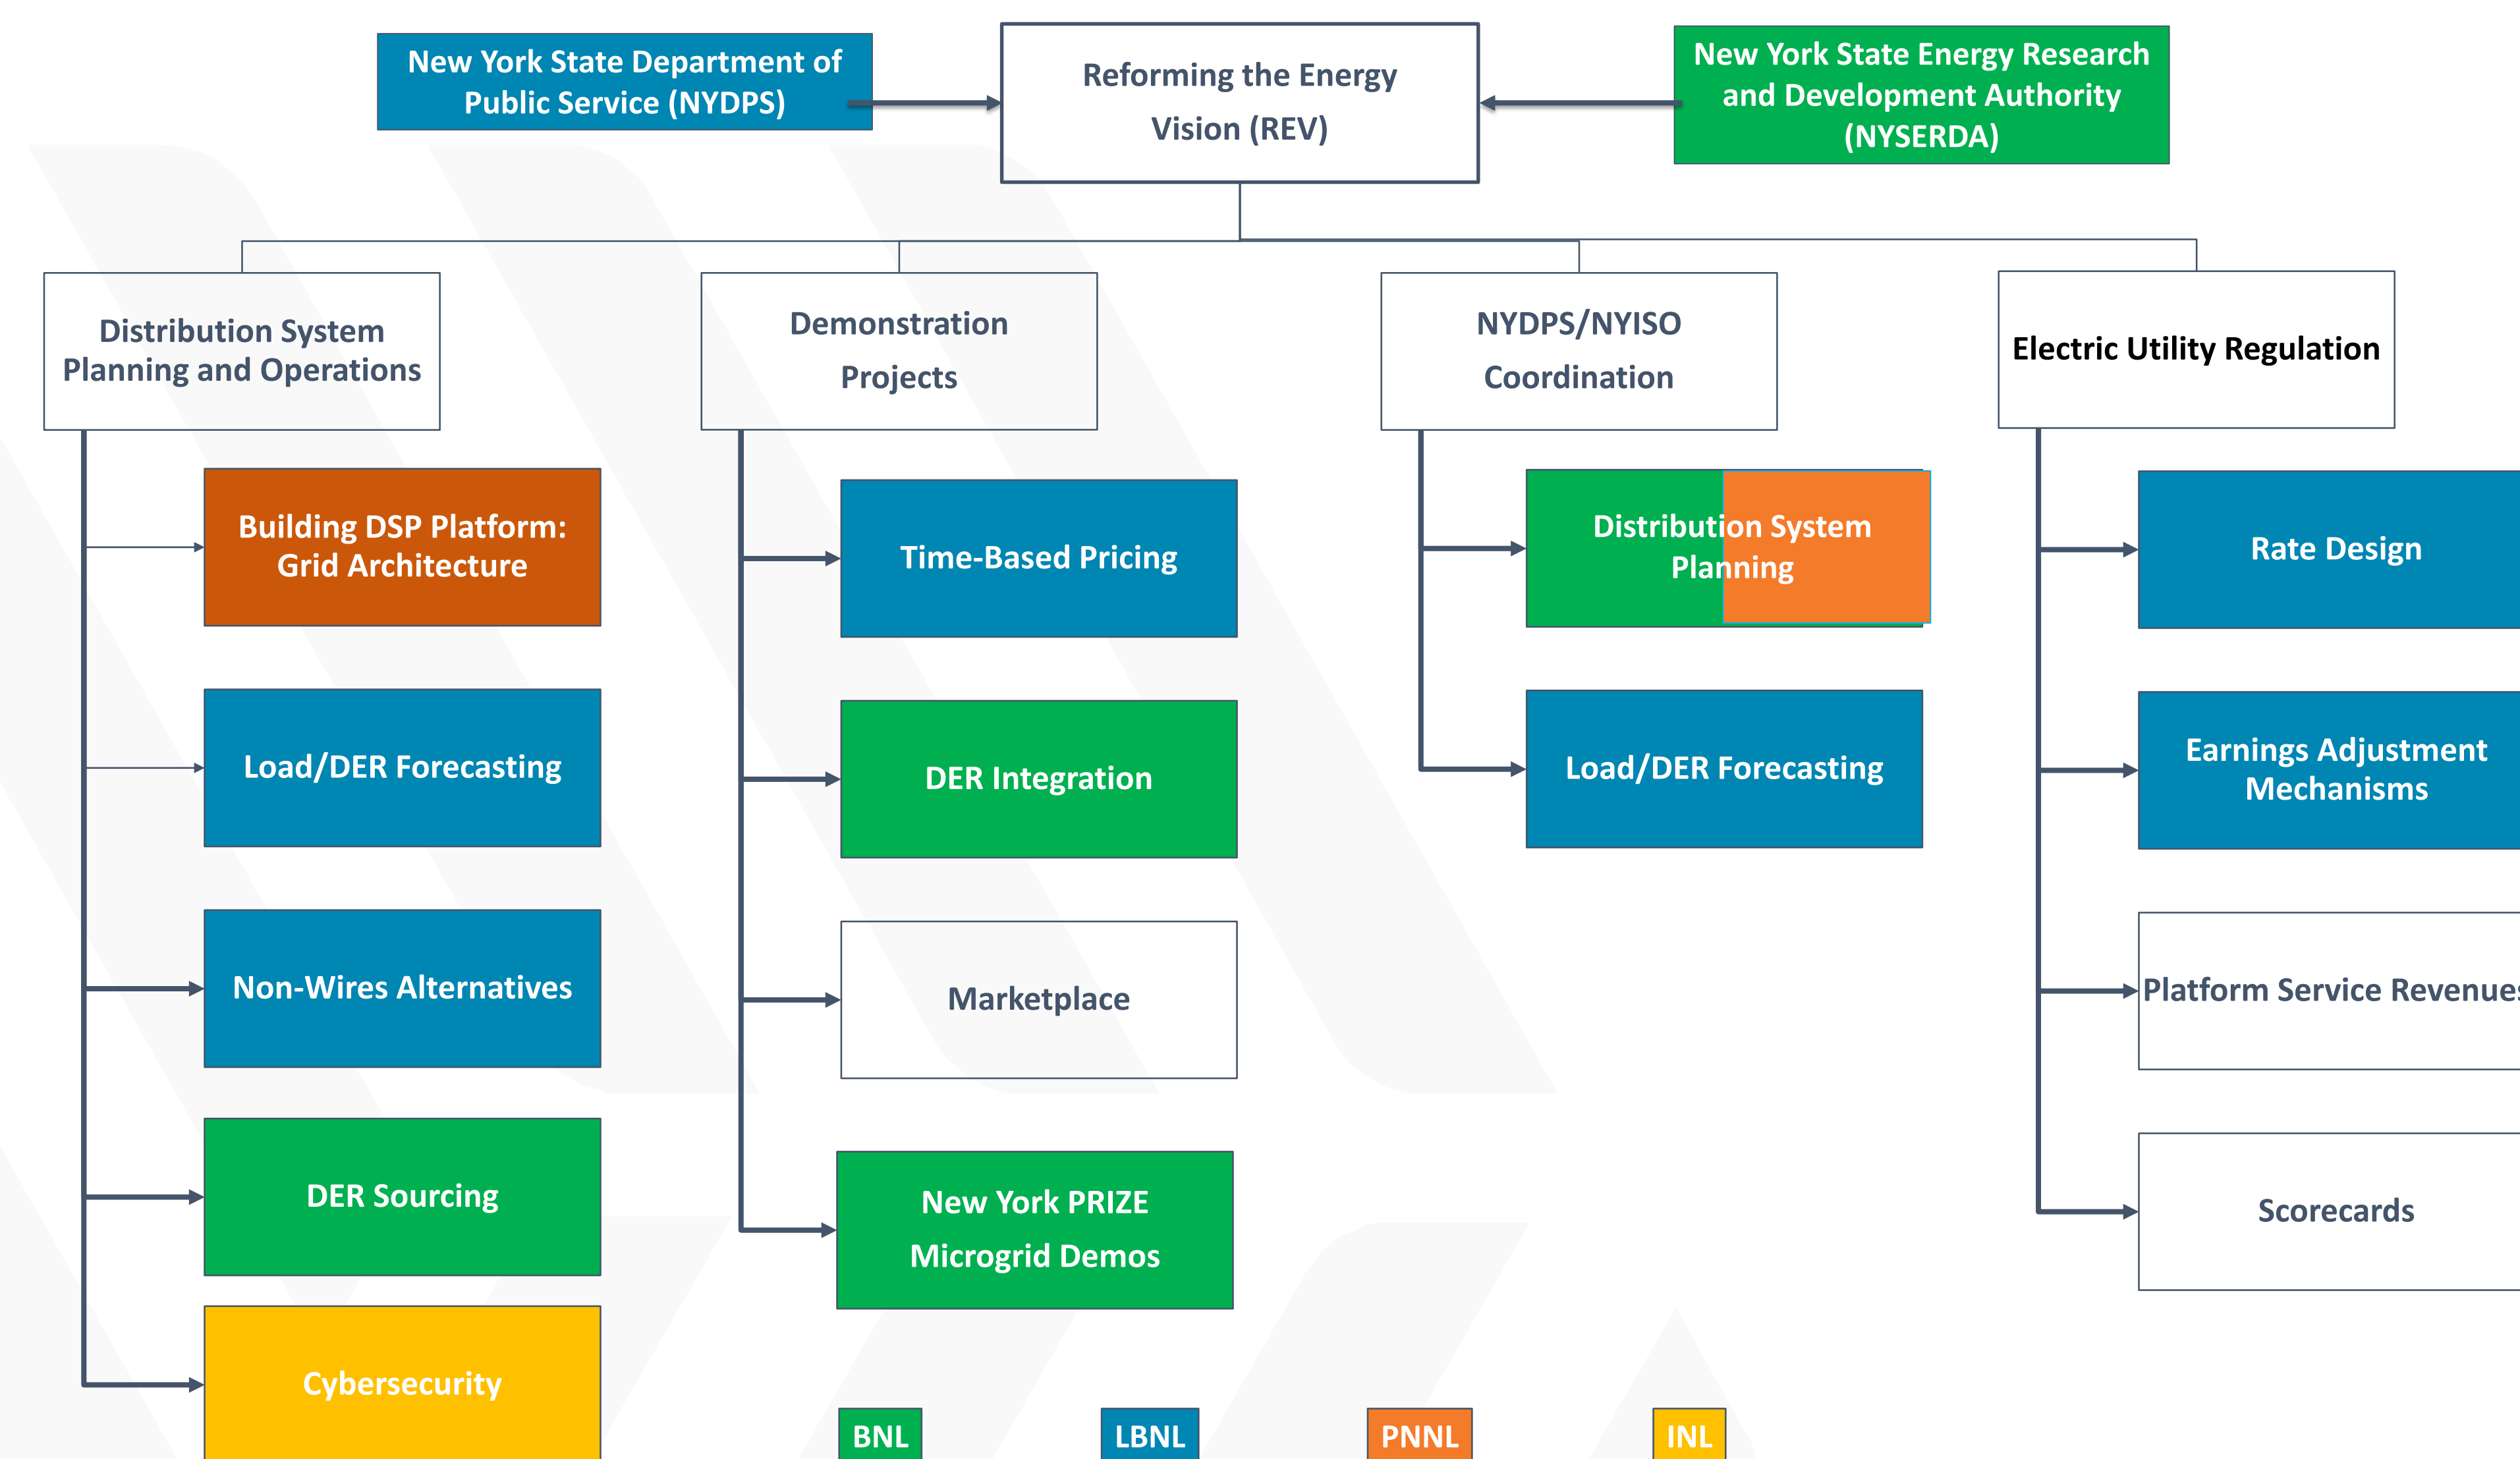 New York State Department of
Public Service (NYDPS)
Reforming the Energy
Vision (REV)
New York State Energy Research
and Development Authority
(NYSERDA)
Distribution System
Planning and Operations
Demonstration
Projects
NYDPS/NYISO
Coordination
Electric Utility Regulation
Building DSP Platform:
Grid Architecture
Load/DER Forecasting
Non-Wires Alternatives
DER Sourcing
Cybersecurity
Time-Based Pricing
DER Integration
Marketplace
New York PRIZE
Microgrid Demos
Distribution System
Planning
Load/DER Forecasting
Rate Design
Earnings Adjustment
Mechanisms
Platform Service Revenues
Scorecards
BNL
LBNL
PNNL
INL